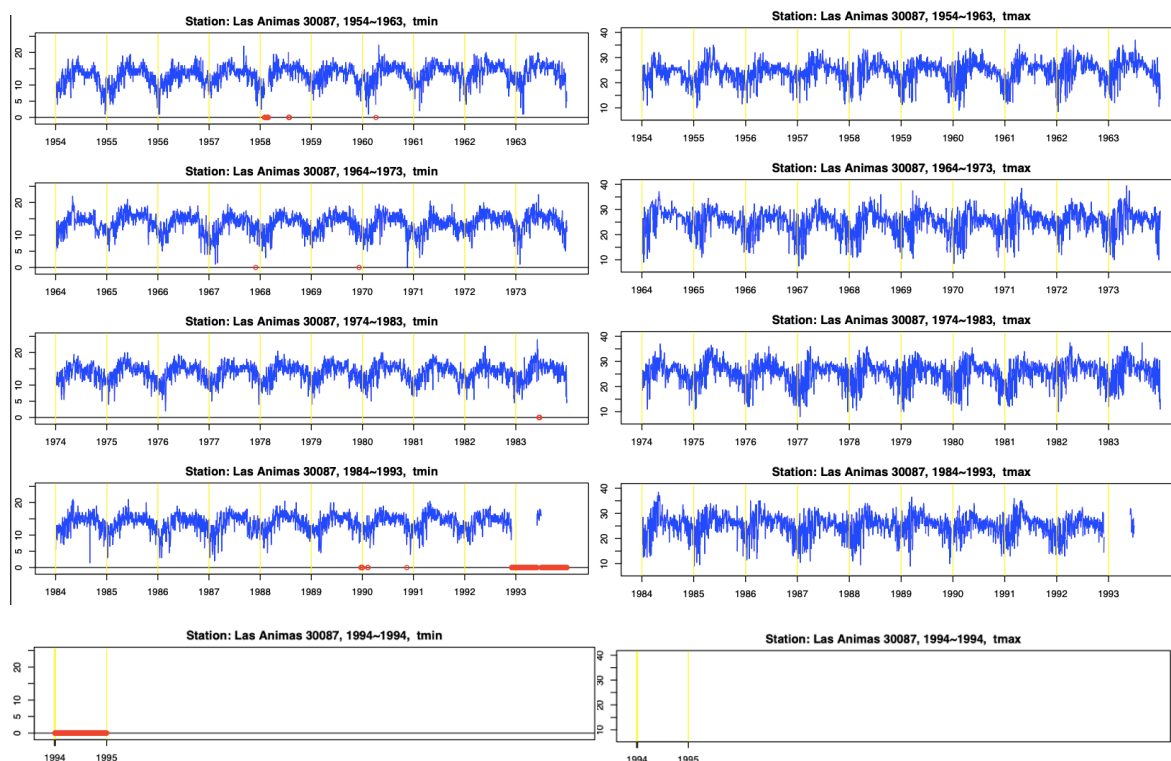 Station: Las Animas 30087, 1954~1963, tmin
20
10
5
0
1954 1955 1956 1957 1958 1959 1960 1961 1962 1963
Station: Las Animas 30087, 1954~1963, tmax
40
30
20
10
1954 1955 1956 1957 1958 1959 1960 1961 1962 1963
Station: Las Animas 30087, 1964~1973, tmin
20
10
5
0
1964 1965 1966 1967 1968 1969 1970 1971 1972 1973
Station: Las Animas 30087, 1964~1973, tmax
40
30
20
10
1964 1965 1966 1967 1968 1969 1970 1971 1972 1973
Station: Las Animas 30087, 1974~1983, tmin
20
10
5
0
1974 1975 1976 1977 1978 1979 1980 1981 1982 1983
Station: Las Animas 30087, 1974~1983, tmax
40
30
20
10
1974 1975 1976 1977 1978 1979 1980 1981 1982 1983
Station: Las Animas 30087, 1984~1993, tmin
20
10
5
0
1984 1985 1986 1987 1988 1989 1990 1991 1992 1993
Station: Las Animas 30087, 1984~1993, tmax
40
30
20
10
1984 1985 1986 1987 1988 1989 1990 1991 1992 1993
Station: Las Animas 30087, 1994~1994, tmin
20
10
5
0
1994 1995
Station: Las Animas 30087, 1994~1994, tmax
40
30
20
10
1994 1995